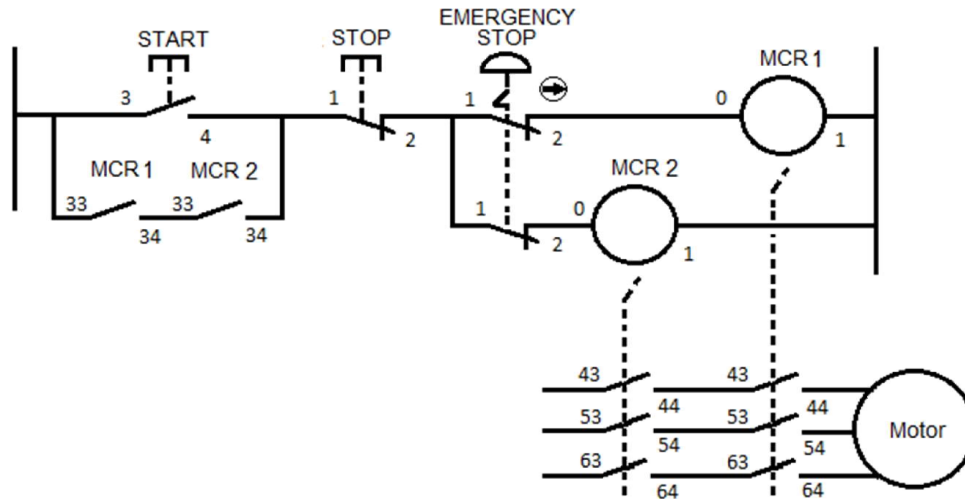 EMERGENCY
START STOP STOP MCR 1
3 1 1 0
4 2 2 1
MCR 1 MCR 2 MCR 2
33 33 1 0
34 34 2 1
43 43
44 44
53 53
54 54
63 63
64 64
Motor